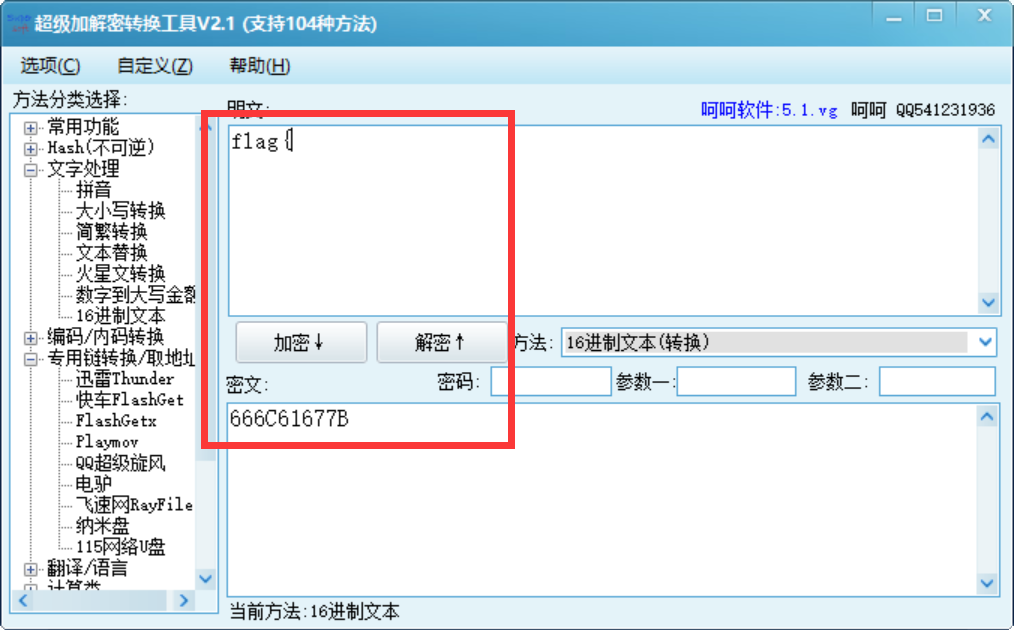 超级加解密转换工具V2.1 (支持104种方法)
选项(C) 自定义(Z) 帮助(H)
方法分类选择:
常用功能
Hash(不可逆)
文字处理
拼音
大小写转换
简繁转换
文本替换
火星文转换
数字到大写金额
16进制文本
编码/内码转换
专用链转换/取地址
迅雷Thunder
快车FlashGet
FlashGetx
Playmov
QQ超级旋风
电驴
飞速网RayFile
纳米盘
115网络U盘
翻译/语言
计算类
明文:
呵呵软件:5.1.vg 呵呵 QQ541231936
flag{
加密↓ 解密↑ 方法: 16进制文本(转换)
密文: 密码: 参数一: 参数二:
666C61677B
当前方法:16进制文本